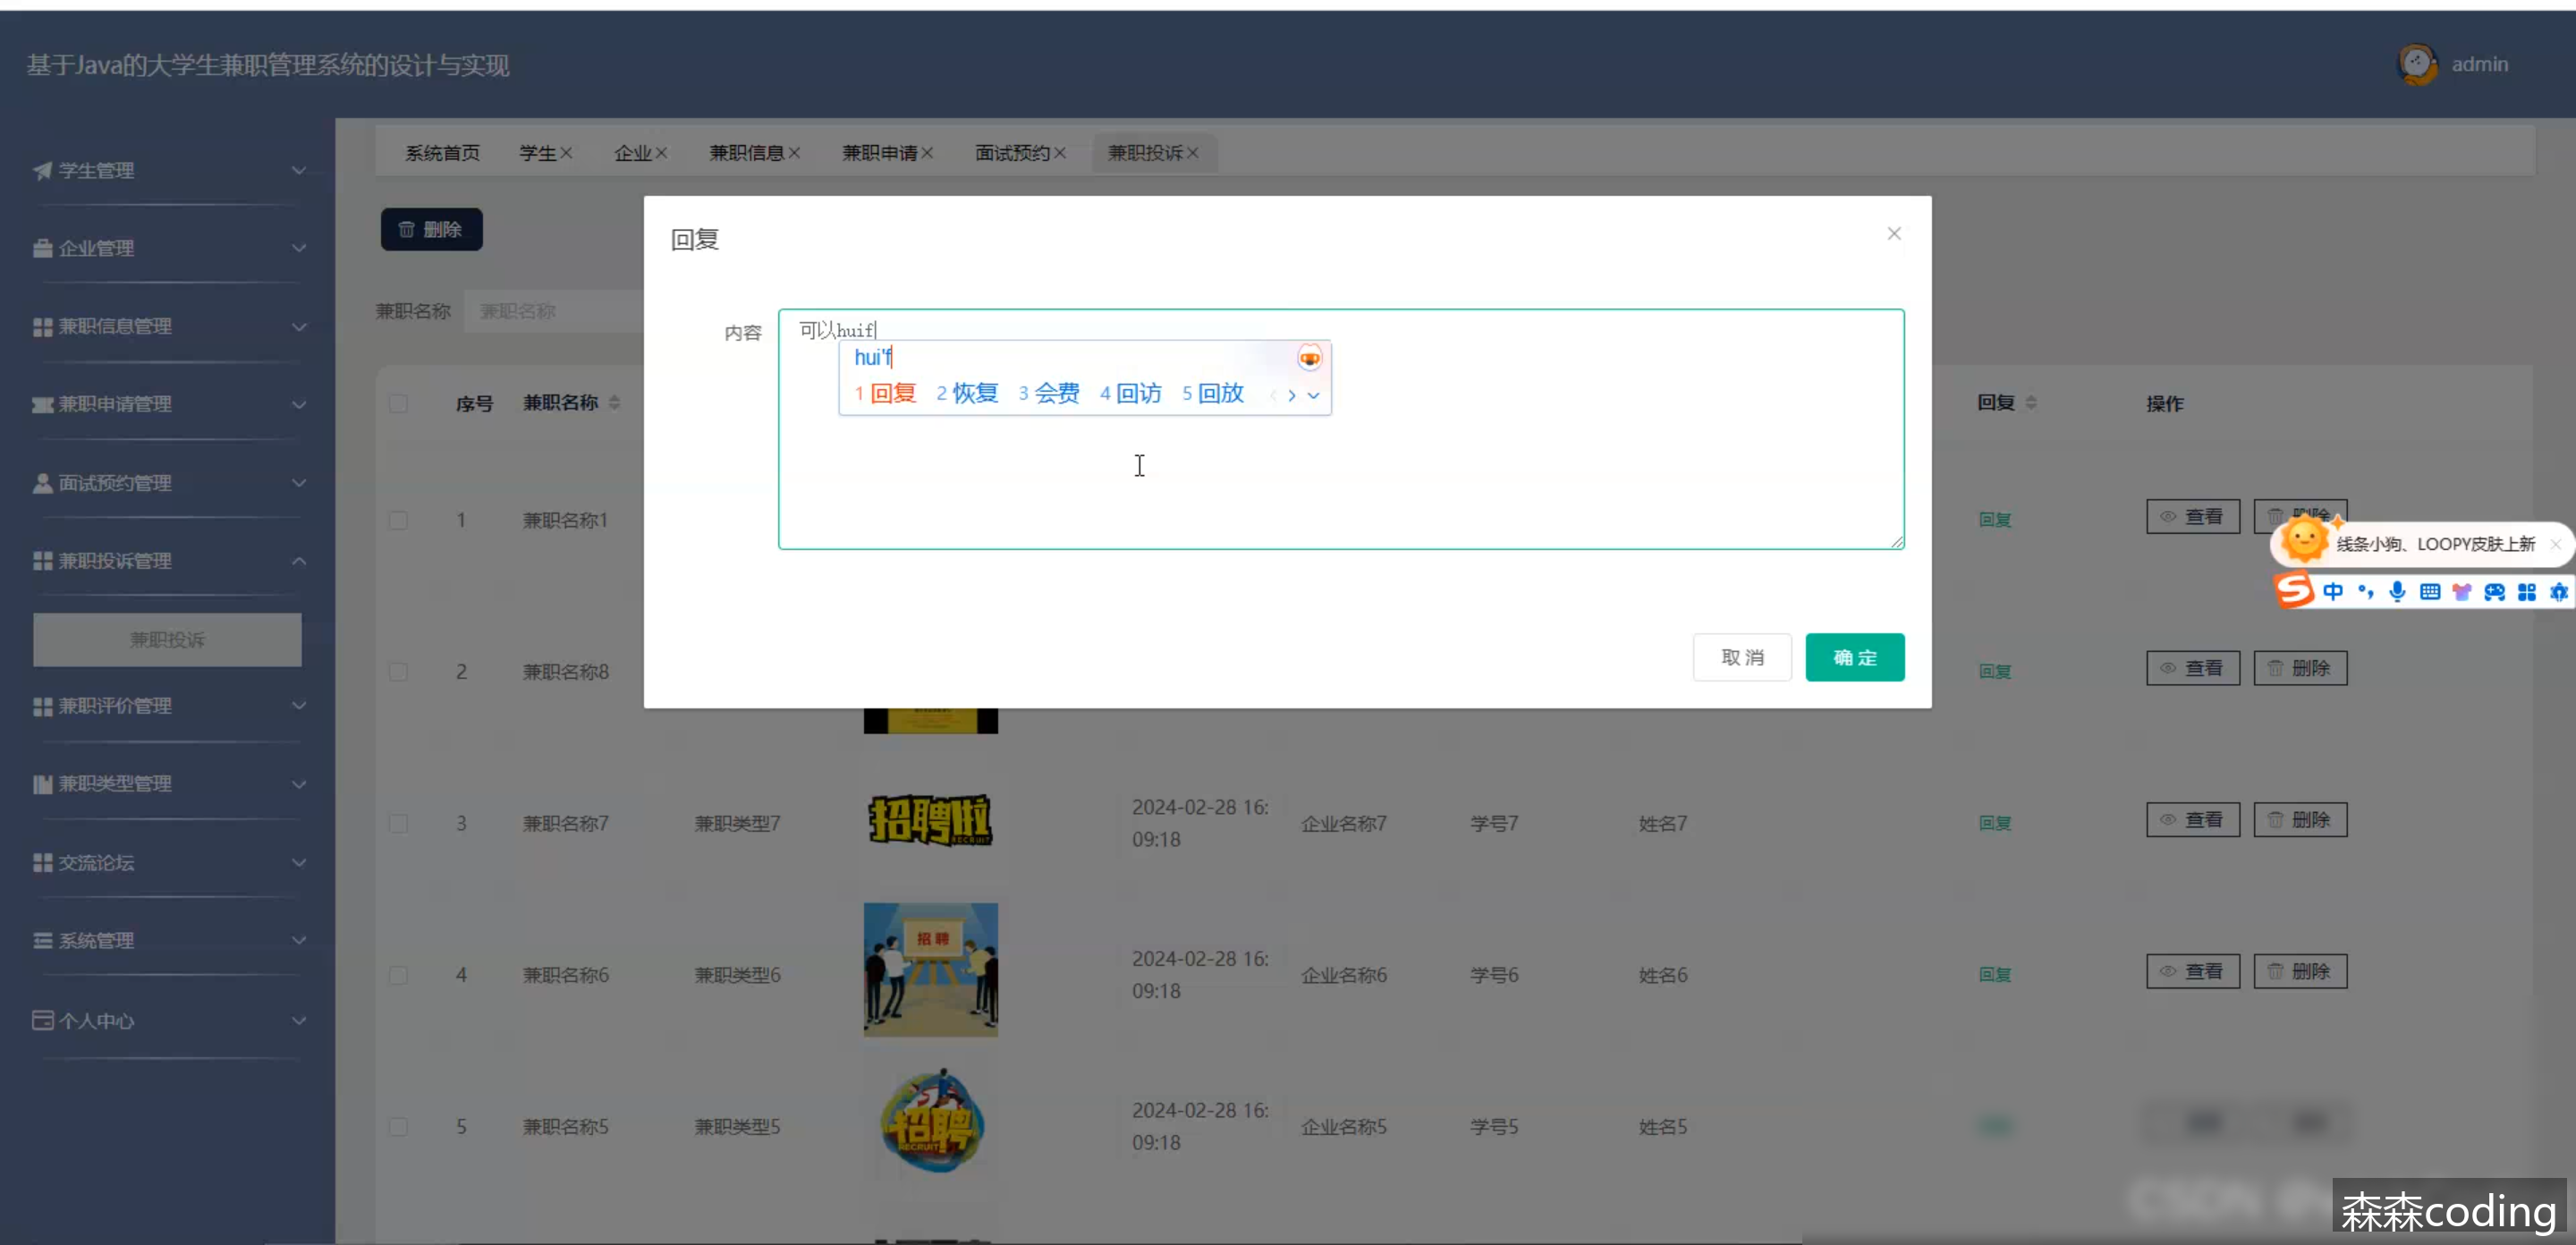 基于Java的大学生兼职管理系统的设计与实现
admin
学生管理
企业管理
兼职信息管理
兼职申请管理
面试预约管理
兼职投诉管理
兼职投诉
兼职评价管理
兼职类型管理
交流论坛
系统管理
个人中心
系统首页 学生 企业 兼职信息 兼职申请 面试预约 兼职投诉
删除
兼职名称 兼职名称
序号 兼职名称 回复 操作
1 兼职名称1 回复 查看 删除
2 兼职名称8 回复 查看 删除
3 兼职名称7 兼职类型7 招聘啦 RECRUIT 2024-02-28 16:09:18 企业名称7 学号7 姓名7 回复 查看 删除
4 兼职名称6 兼职类型6 招聘 2024-02-28 16:09:18 企业名称6 学号6 姓名6 回复 查看 删除
5 兼职名称5 兼职类型5 招聘 RECRUIT 2024-02-28 16:09:18 企业名称5 学号5 姓名5
回复
内容 可以huif
hui'f
1 回复 2 恢复 3 会费 4 回访 5 回放
取消 确定
线条小狗、LOOPY皮肤上新
中
森森coding